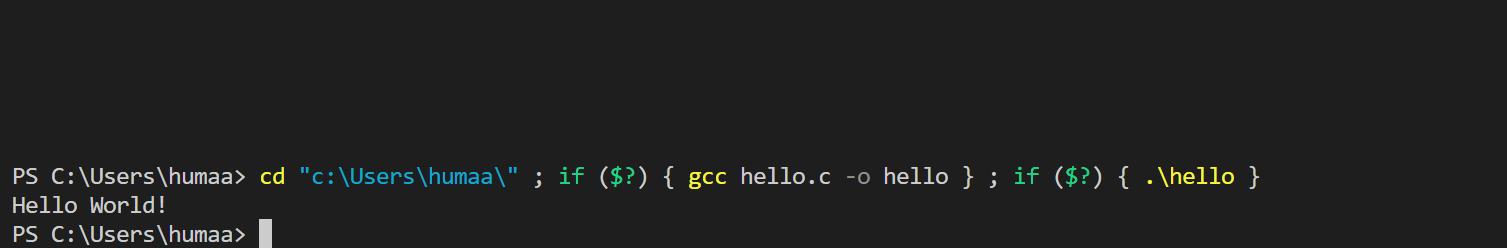 PS C:\Users\humaa> cd "c:\Users\humaa\" ; if ($?) { gcc hello.c -o hello } ; if ($?) { .\hello }
Hello World!
PS C:\Users\humaa>